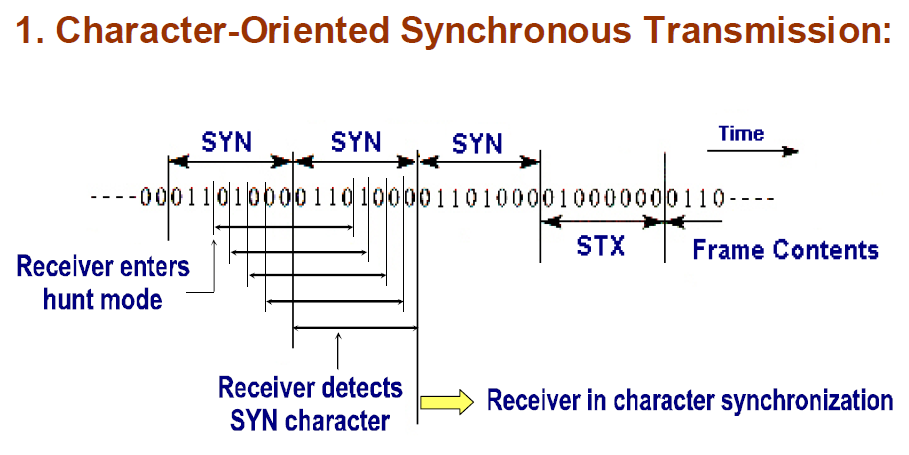 1. Character-Oriented Synchronous Transmission:
SYN SYN SYN Time
----00011010000110100001101000010000000110----
STX Frame Contents
Receiver enters
hunt mode
Receiver detects
SYN character
Receiver in character synchronization